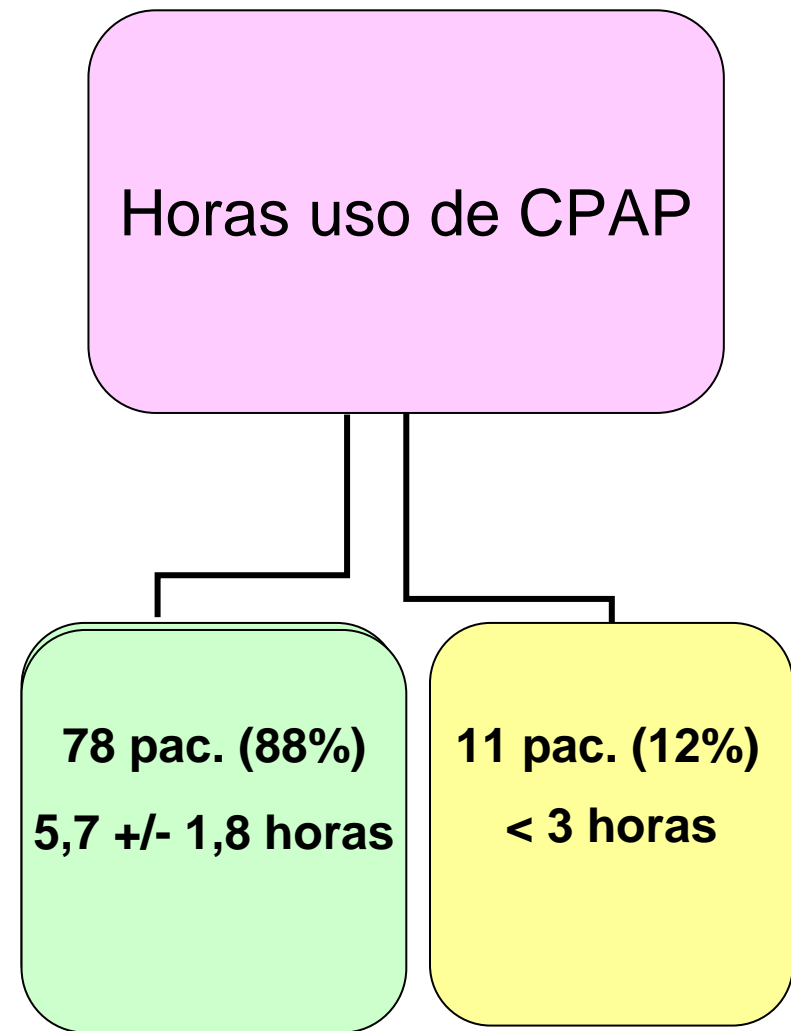 Horas uso de CPAP
78 pac. (88%)
5,7 +/- 1,8 horas
11 pac. (12%)
< 3 horas